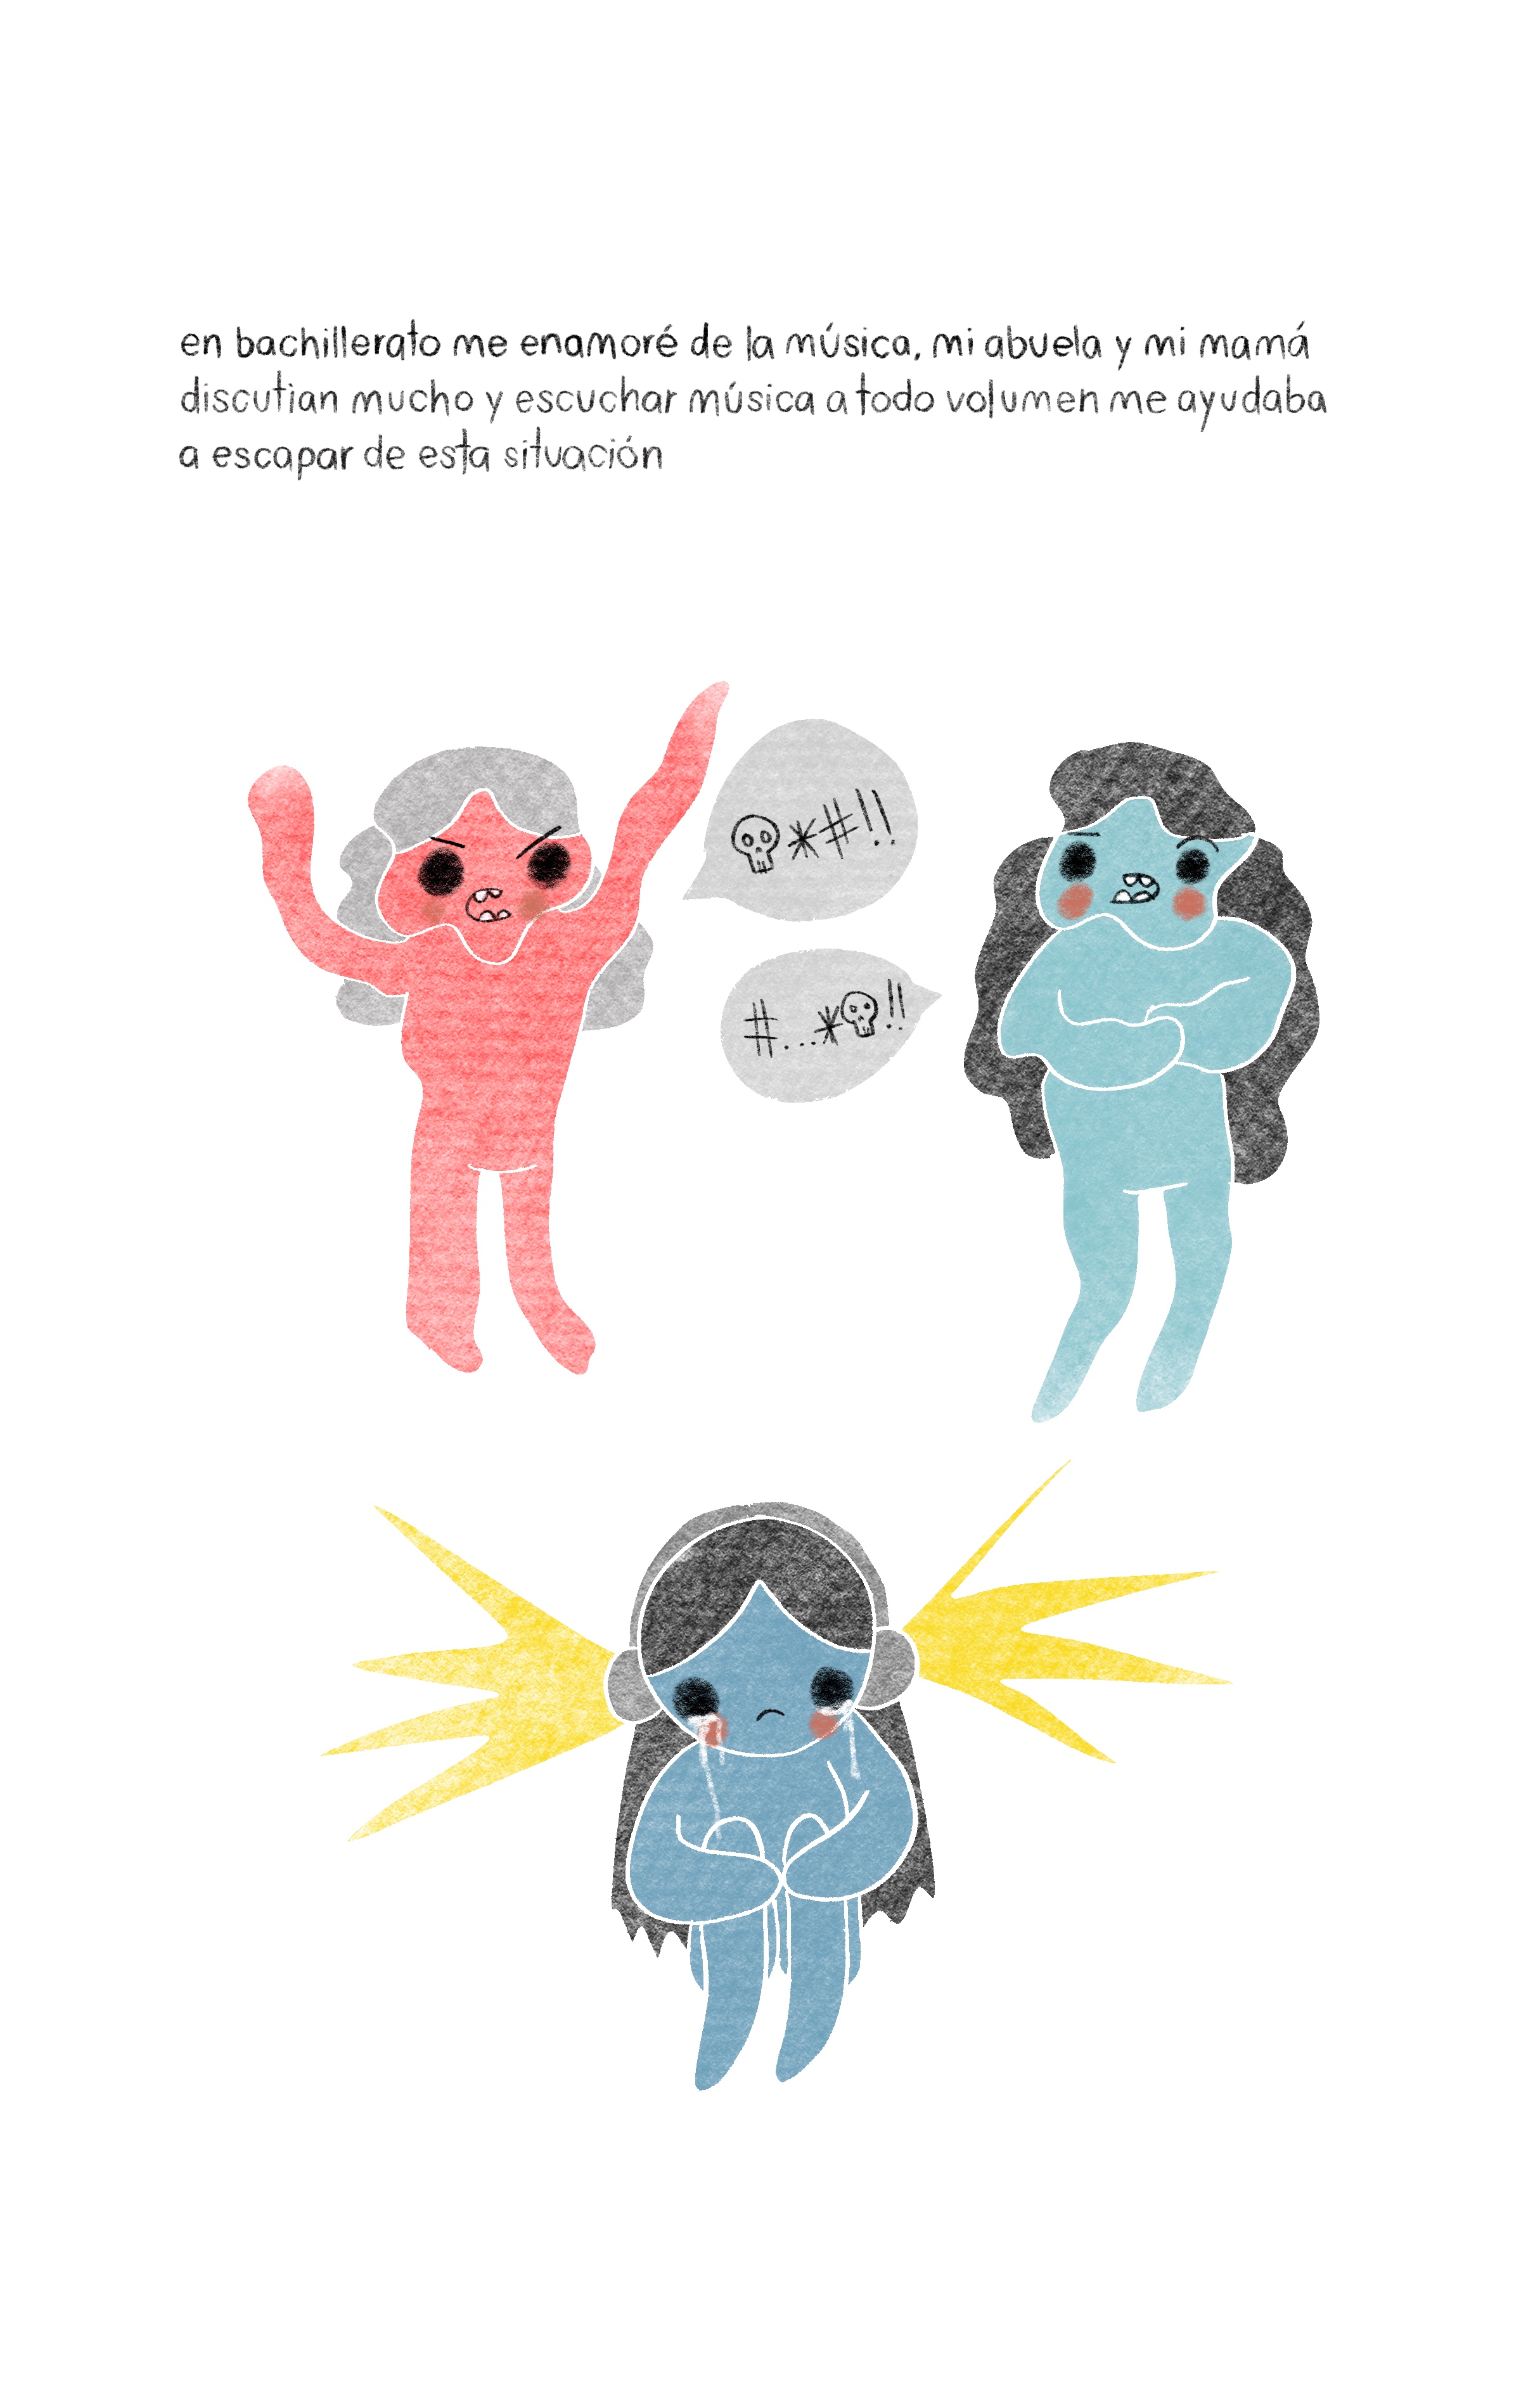 en bachillerato me enamoré de la música, mi abuela y mi mamá
discutian mucho y escuchar música a todo volumen me ayudaba
a escapar de esta situación
*#!!
#...*!!